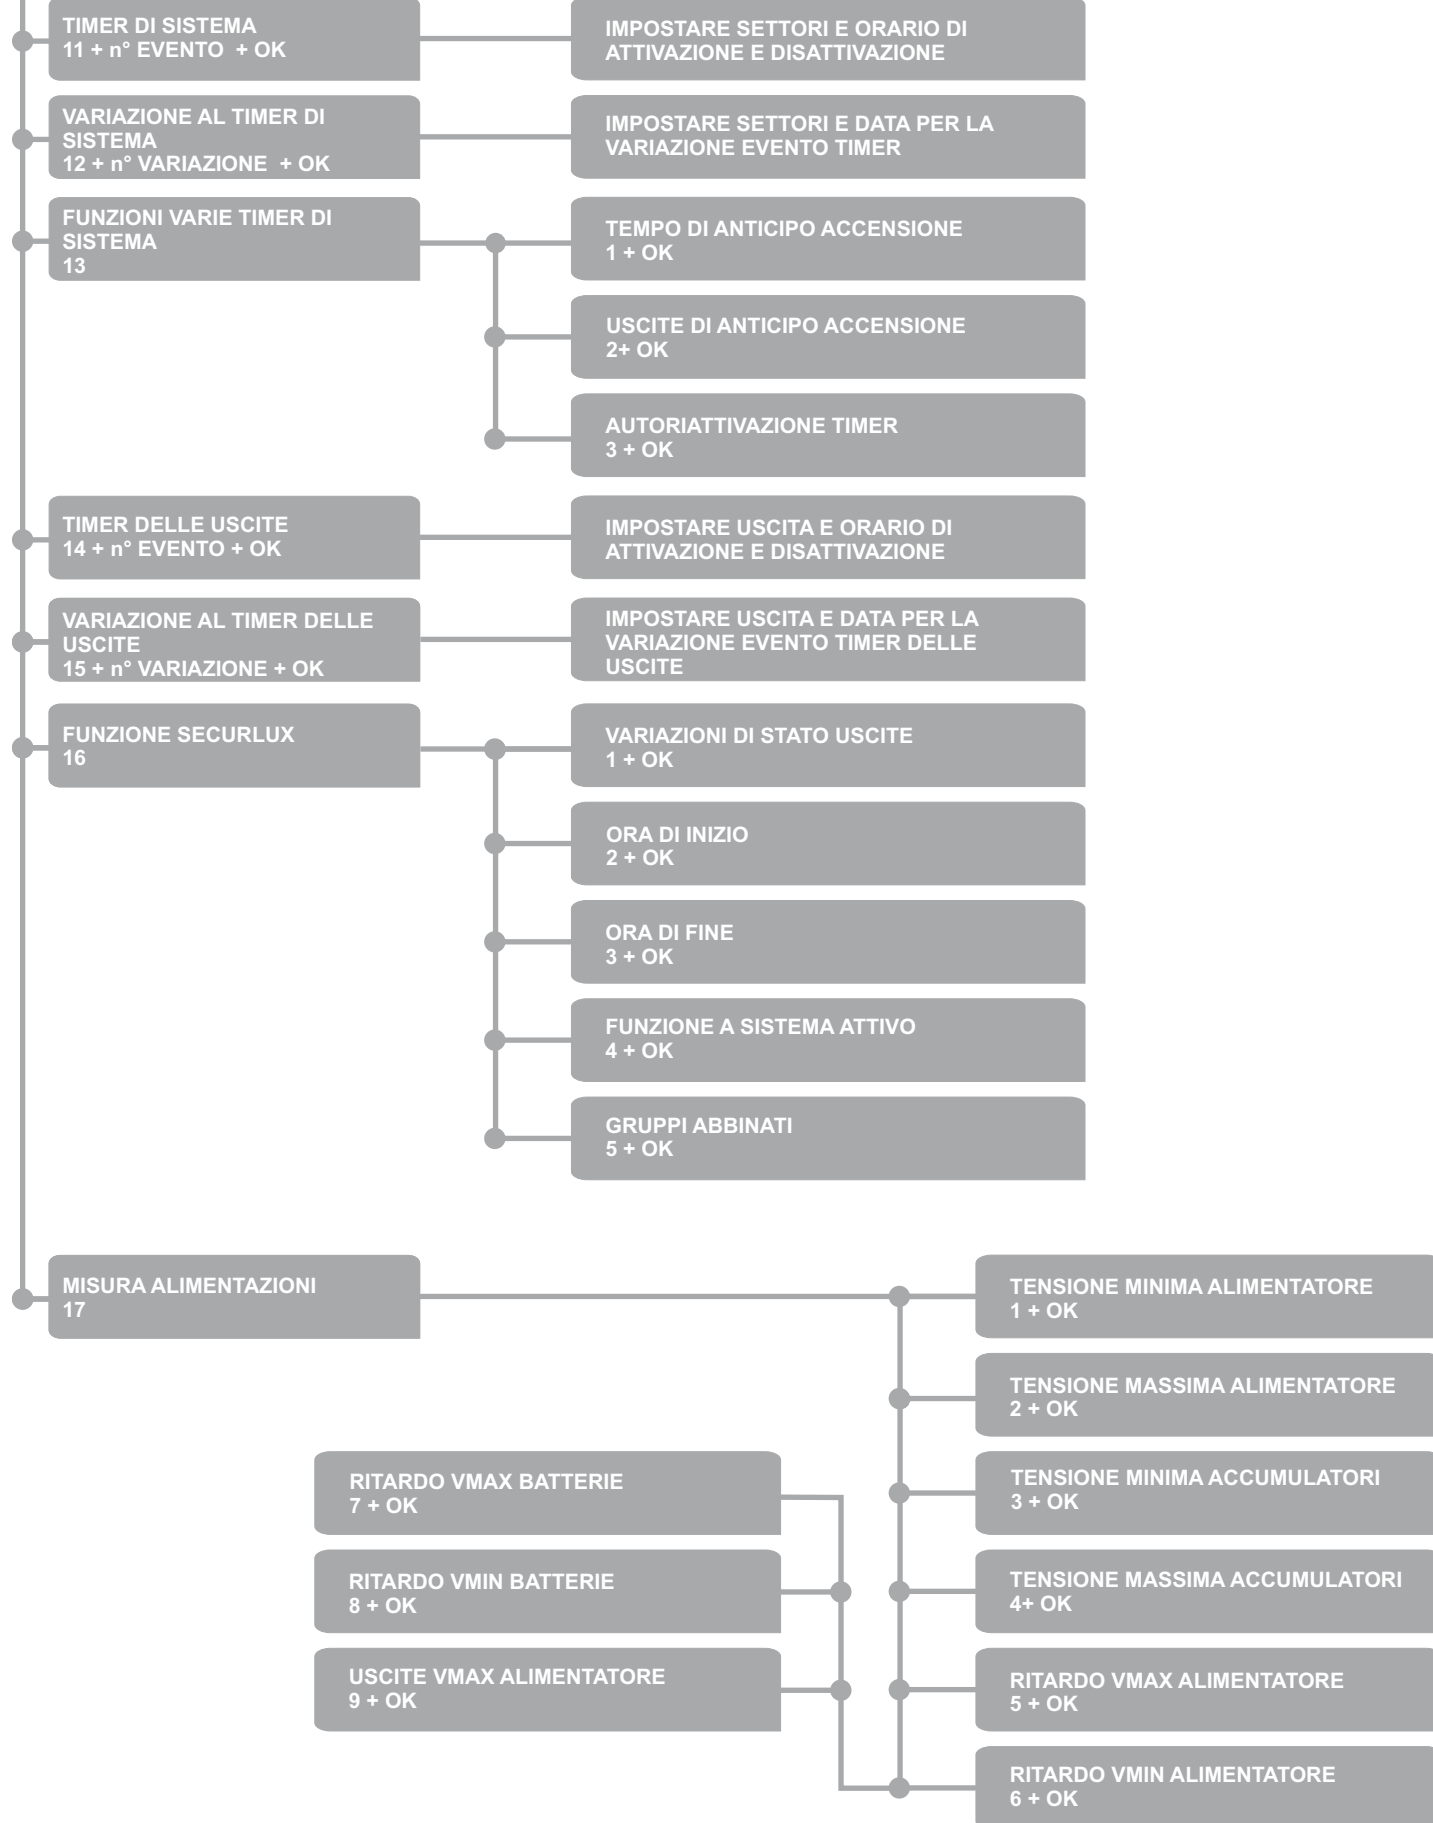 TIMER DI SISTEMA
11 + n° EVENTO + OK
IMPOSTARE SETTORI E ORARIO DI
ATTIVAZIONE E DISATTIVAZIONE
VARIAZIONE AL TIMER DI
SISTEMA
12 + n° VARIAZIONE + OK
IMPOSTARE SETTORI E DATA PER LA
VARIAZIONE EVENTO TIMER
FUNZIONI VARIE TIMER DI
SISTEMA
13
TEMPO DI ANTICIPO ACCENSIONE
1 + OK
USCITE DI ANTICIPO ACCENSIONE
2+ OK
AUTORIATTIVAZIONE TIMER
3 + OK
TIMER DELLE USCITE
14 + n° EVENTO + OK
IMPOSTARE USCITA E ORARIO DI
ATTIVAZIONE E DISATTIVAZIONE
VARIAZIONE AL TIMER DELLE
USCITE
15 + n° VARIAZIONE + OK
IMPOSTARE USCITA E DATA PER LA
VARIAZIONE EVENTO TIMER DELLE
USCITE
FUNZIONE SECURLUX
16
VARIAZIONI DI STATO USCITE
1 + OK
ORA DI INIZIO
2 + OK
ORA DI FINE
3 + OK
FUNZIONE A SISTEMA ATTIVO
4 + OK
GRUPPI ABBINATI
5 + OK
MISURA ALIMENTAZIONI
17
TENSIONE MINIMA ALIMENTATORE
1 + OK
TENSIONE MASSIMA ALIMENTATORE
2 + OK
TENSIONE MINIMA ACCUMULATORI
3 + OK
TENSIONE MASSIMA ACCUMULATORI
4+ OK
RITARDO VMAX ALIMENTATORE
5 + OK
RITARDO VMIN ALIMENTATORE
6 + OK
RITARDO VMAX BATTERIE
7 + OK
RITARDO VMIN BATTERIE
8 + OK
USCITE VMAX ALIMENTATORE
9 + OK